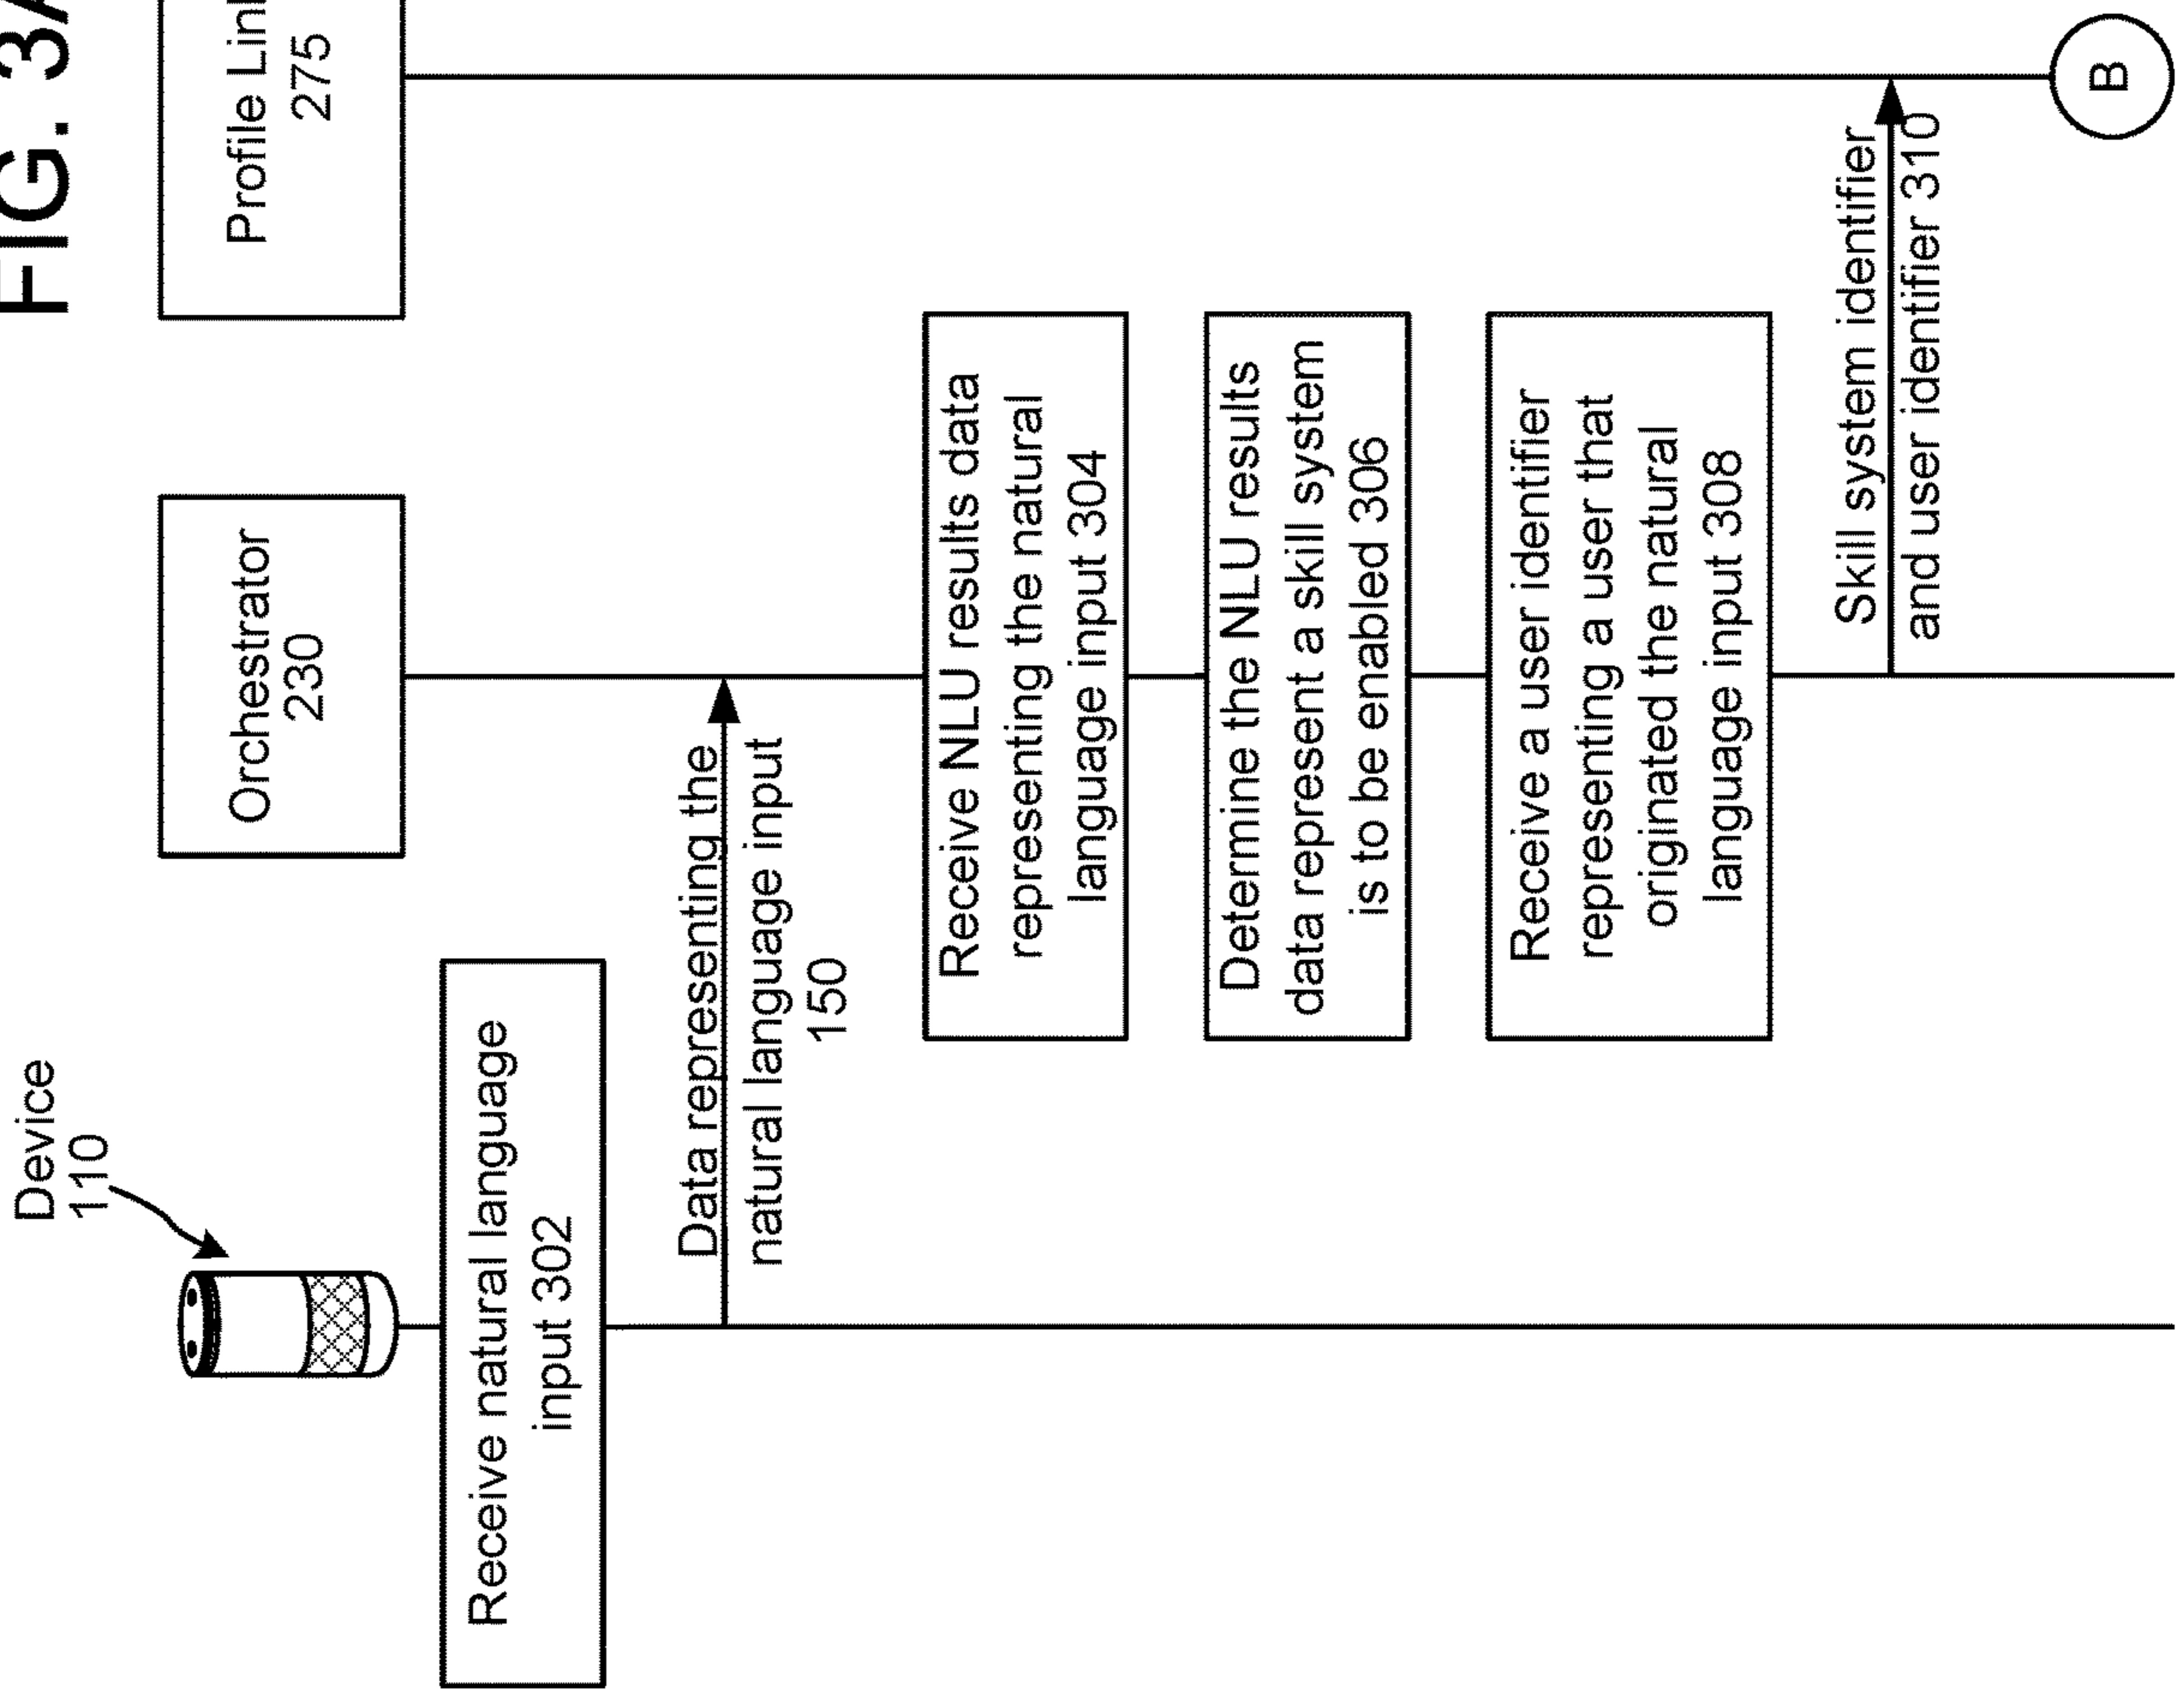 FIG. 3A
Device
110
Orchestrator
230
Profile Lin
275
Receive natural language
input 302
Data representing the
natural language input
150
Receive NLU results data
representing the natural
language input 304
Determine the NLU results
data represent a skill system
is to be enabled 306
Receive a user identifier
representing a user that
originated the natural
language input 308
Skill system identifier
and user identifier 310
B